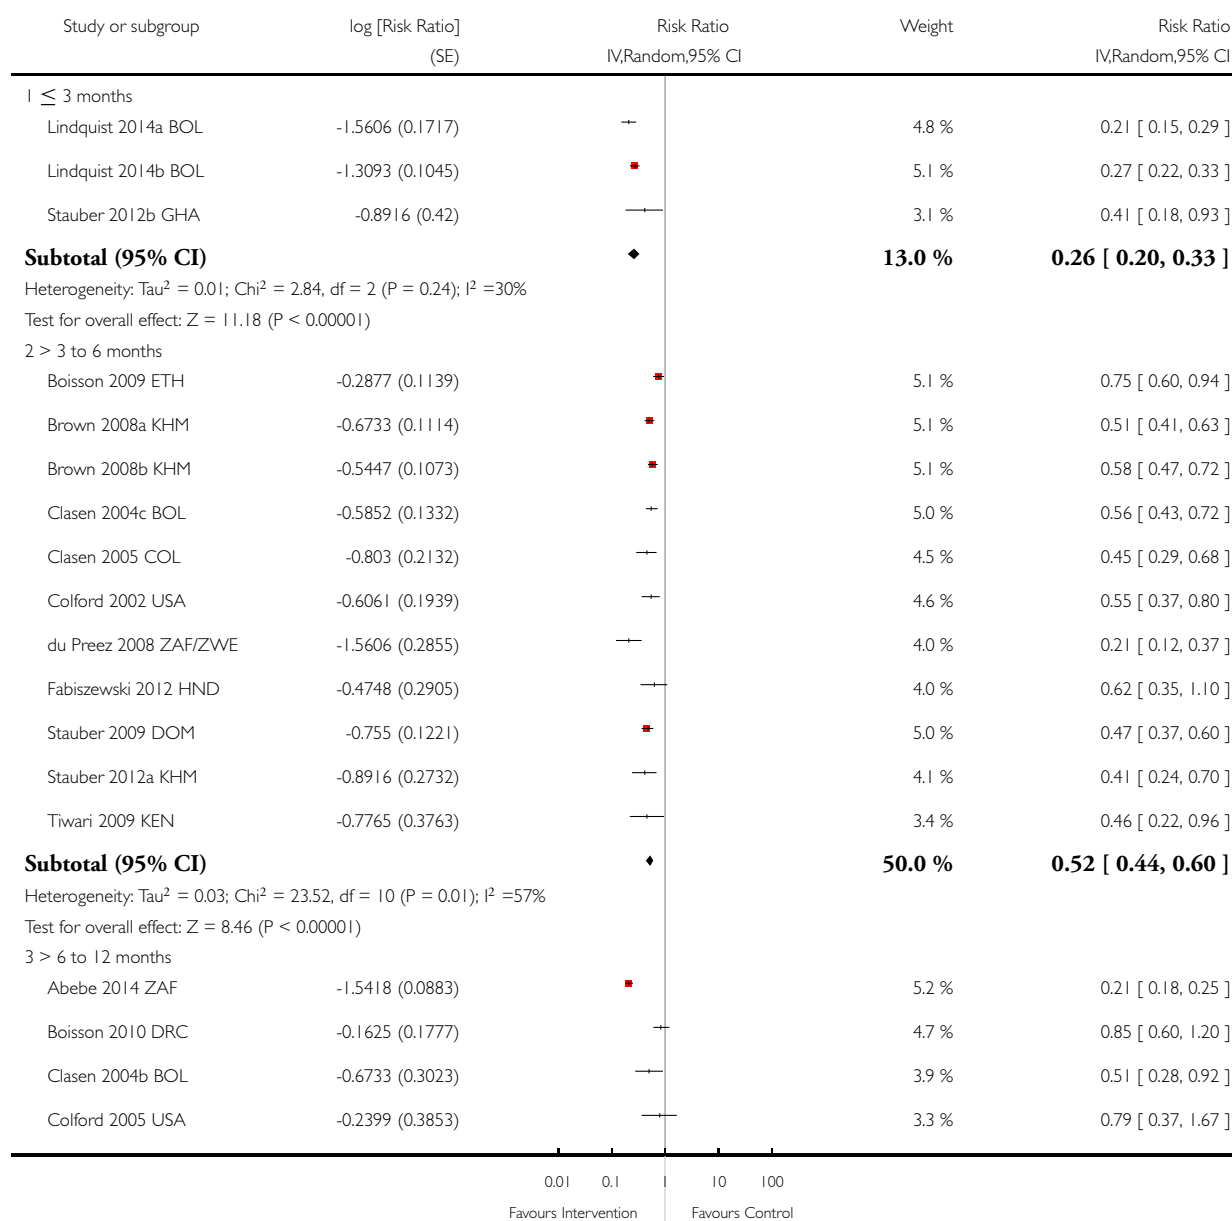 Study or subgroup log [Risk Ratio] Risk Ratio Weight Risk Ratio
(SE) IV,Random,95% CI IV,Random,95% CI
1 ≤ 3 months
Lindquist 2014a BOL -1.5606 (0.1717) 4.8 % 0.21 [ 0.15, 0.29 ]
Lindquist 2014b BOL -1.3093 (0.1045) 5.1 % 0.27 [ 0.22, 0.33 ]
Stauber 2012b GHA -0.8916 (0.42) 3.1 % 0.41 [ 0.18, 0.93 ]
Subtotal (95% CI) 13.0 % 0.26 [ 0.20, 0.33 ]
Heterogeneity: Tau² = 0.01; Chi² = 2.84, df = 2 (P = 0.24); I² =30%
Test for overall effect: Z = 11.18 (P < 0.00001)
2 > 3 to 6 months
Boisson 2009 ETH -0.2877 (0.1139) 5.1 % 0.75 [ 0.60, 0.94 ]
Brown 2008a KHM -0.6733 (0.1114) 5.1 % 0.51 [ 0.41, 0.63 ]
Brown 2008b KHM -0.5447 (0.1073) 5.1 % 0.58 [ 0.47, 0.72 ]
Clasen 2004c BOL -0.5852 (0.1332) 5.0 % 0.56 [ 0.43, 0.72 ]
Clasen 2005 COL -0.803 (0.2132) 4.5 % 0.45 [ 0.29, 0.68 ]
Colford 2002 USA -0.6061 (0.1939) 4.6 % 0.55 [ 0.37, 0.80 ]
du Preez 2008 ZAF/ZWE -1.5606 (0.2855) 4.0 % 0.21 [ 0.12, 0.37 ]
Fabiszewski 2012 HND -0.4748 (0.2905) 4.0 % 0.62 [ 0.35, 1.10 ]
Stauber 2009 DOM -0.755 (0.1221) 5.0 % 0.47 [ 0.37, 0.60 ]
Stauber 2012a KHM -0.8916 (0.2732) 4.1 % 0.41 [ 0.24, 0.70 ]
Tiwari 2009 KEN -0.7765 (0.3763) 3.4 % 0.46 [ 0.22, 0.96 ]
Subtotal (95% CI) 50.0 % 0.52 [ 0.44, 0.60 ]
Heterogeneity: Tau² = 0.03; Chi² = 23.52, df = 10 (P = 0.01); I² =57%
Test for overall effect: Z = 8.46 (P < 0.00001)
3 > 6 to 12 months
Abebe 2014 ZAF -1.5418 (0.0883) 5.2 % 0.21 [ 0.18, 0.25 ]
Boisson 2010 DRC -0.1625 (0.1777) 4.7 % 0.85 [ 0.60, 1.20 ]
Clasen 2004b BOL -0.6733 (0.3023) 3.9 % 0.51 [ 0.28, 0.92 ]
Colford 2005 USA -0.2399 (0.3853) 3.3 % 0.79 [ 0.37, 1.67 ]
0.01 0.1 1 10 100
Favours Intervention Favours Control